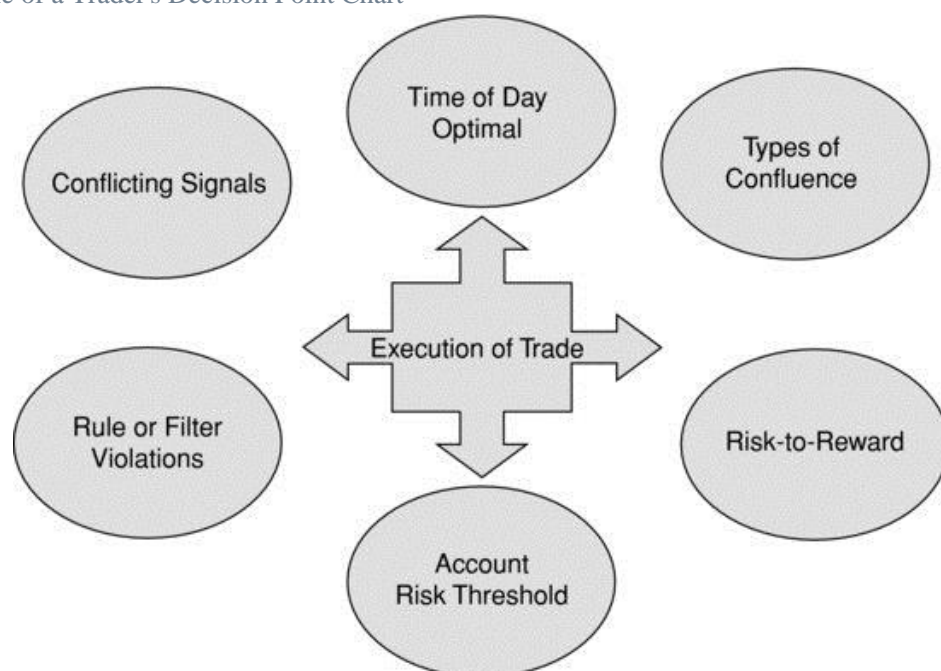 of a Trader's Decision Point Chart
Time of Day
Optimal
Types of
Confluence
Conflicting Signals
Execution of Trade
Rule or Filter
Violations
Risk-to-Reward
Account
Risk Threshold